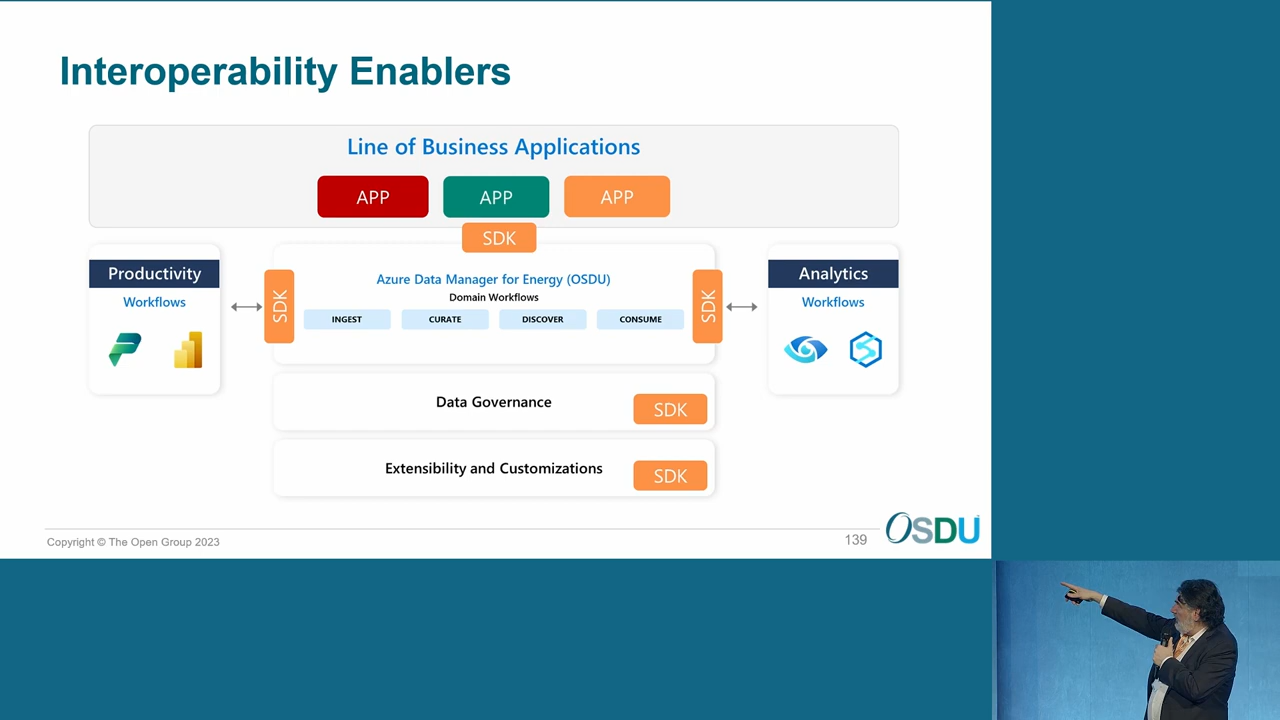 Interoperability Enablers
Line of Business Applications
APP
APP
APP
SDK
Productivity
Workflows
SDK
Azure Data Manager for Energy (OSDU)
Domain Workflows
INGEST
CURATE
DISCOVER
CONSUME
SDK
Analytics
Workflows
Data Governance
SDK
Extensibility and Customizations
SDK
Copyright © The Open Group 2023
139
OSDU